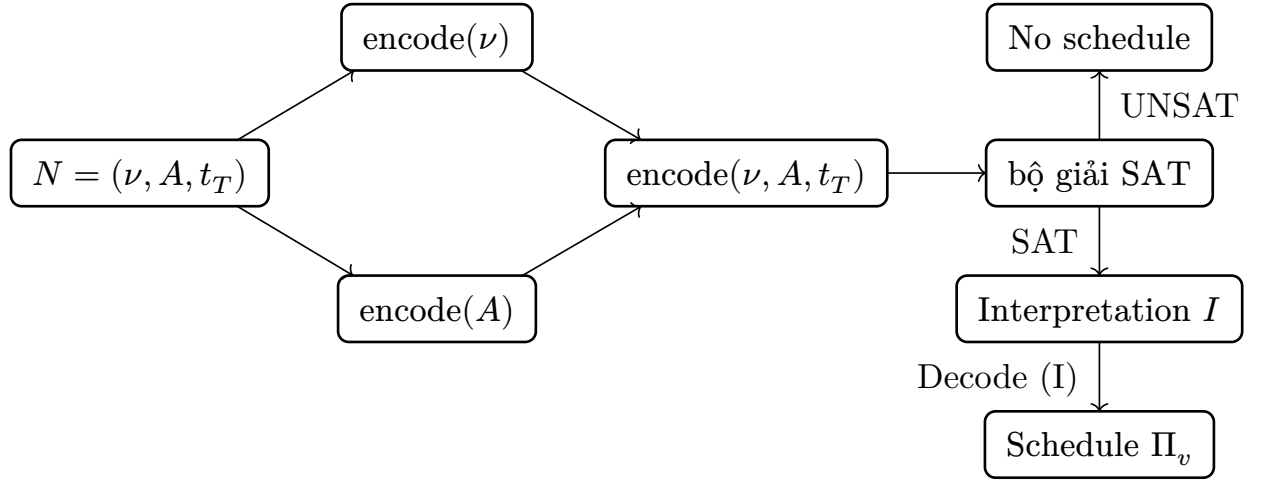 encode(ν)
No schedule
UNSAT
N = (ν, A, t_T)
encode(ν, A, t_T)
bộ giải SAT
SAT
encode(A)
Interpretation I
Decode (I)
Schedule Π_v